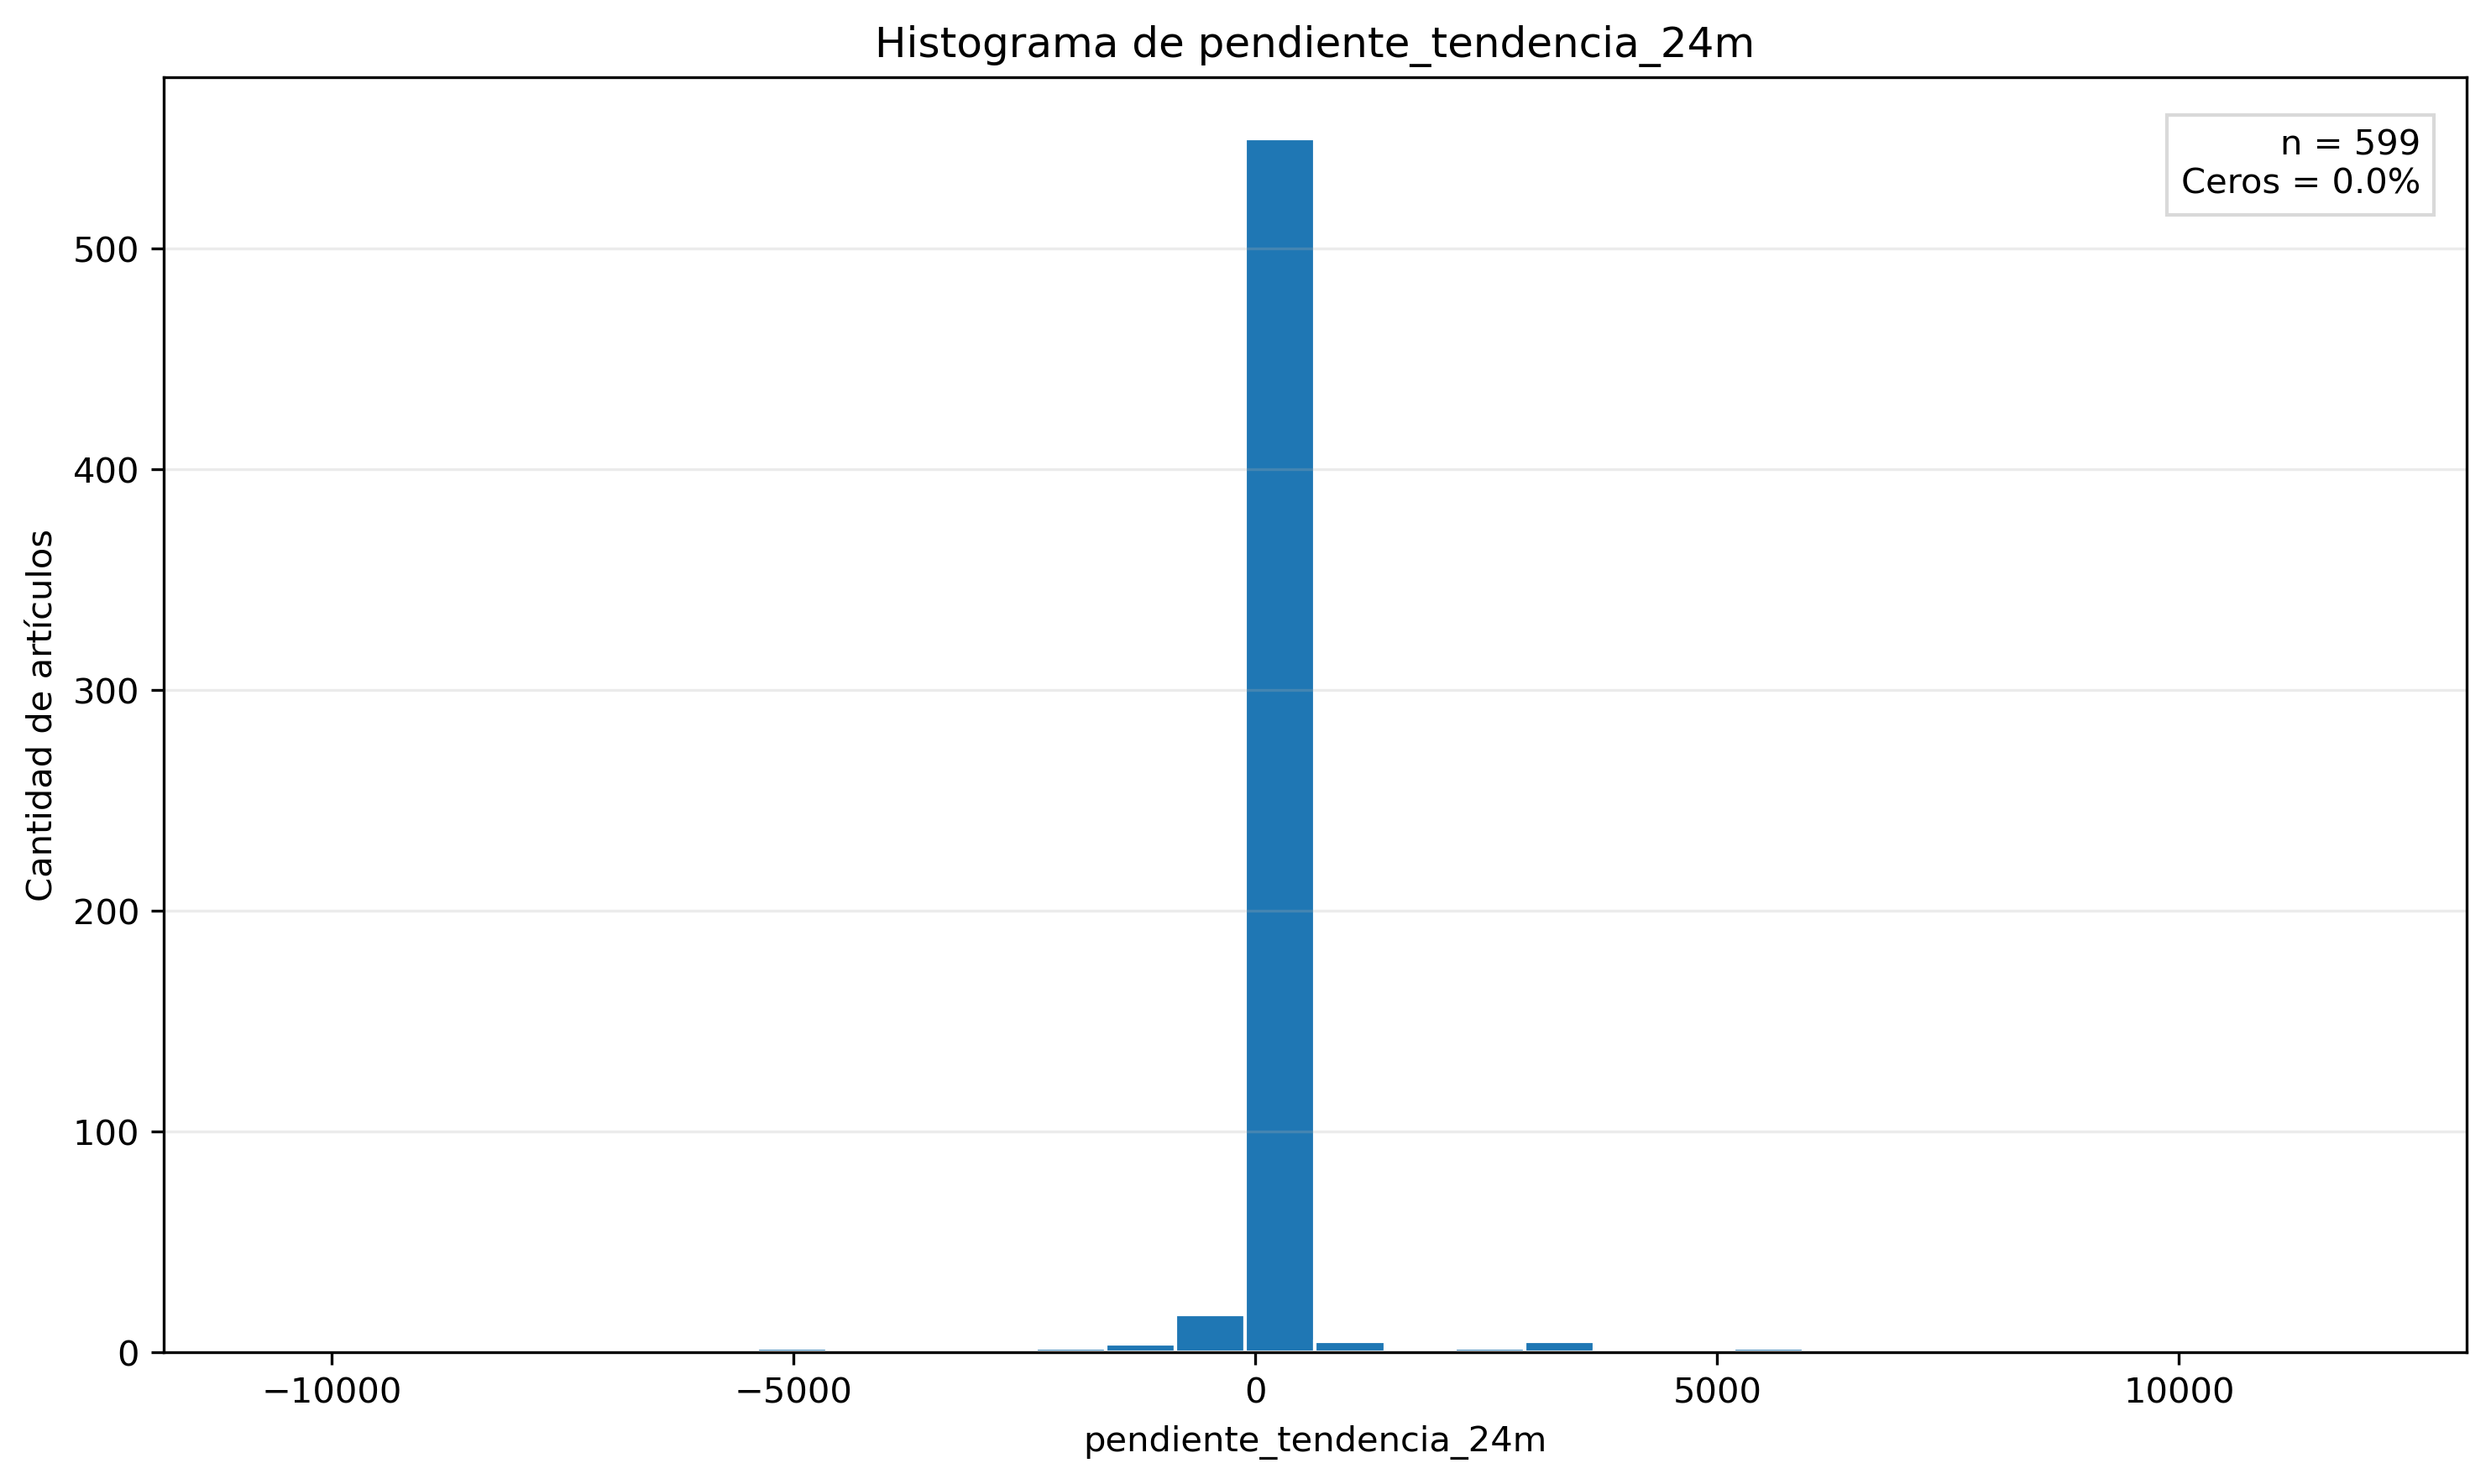 Histograma de pendiente_tendencia_24m
n = 599
Ceros = 0.0%
Cantidad de artículos
500
400
300
200
100
0
−10000
−5000
0
5000
10000
pendiente_tendencia_24m